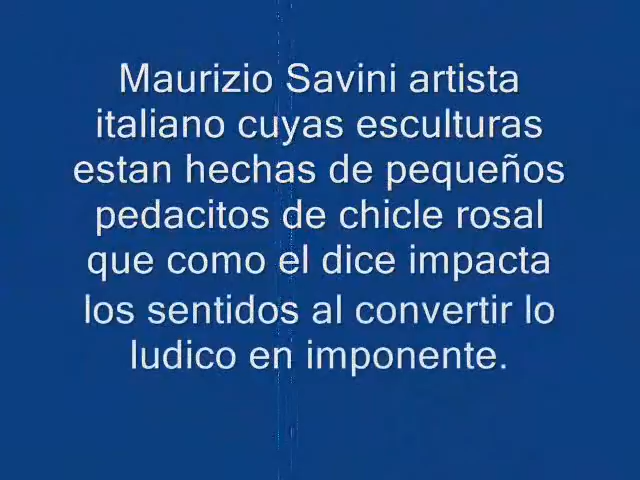 Maurizio Savini artista
italiano cuyas esculturas
estan hechas de pequeños
pedacitos de chicle rosal
que como el dice impacta
los sentidos al convertir lo
ludico en imponente.